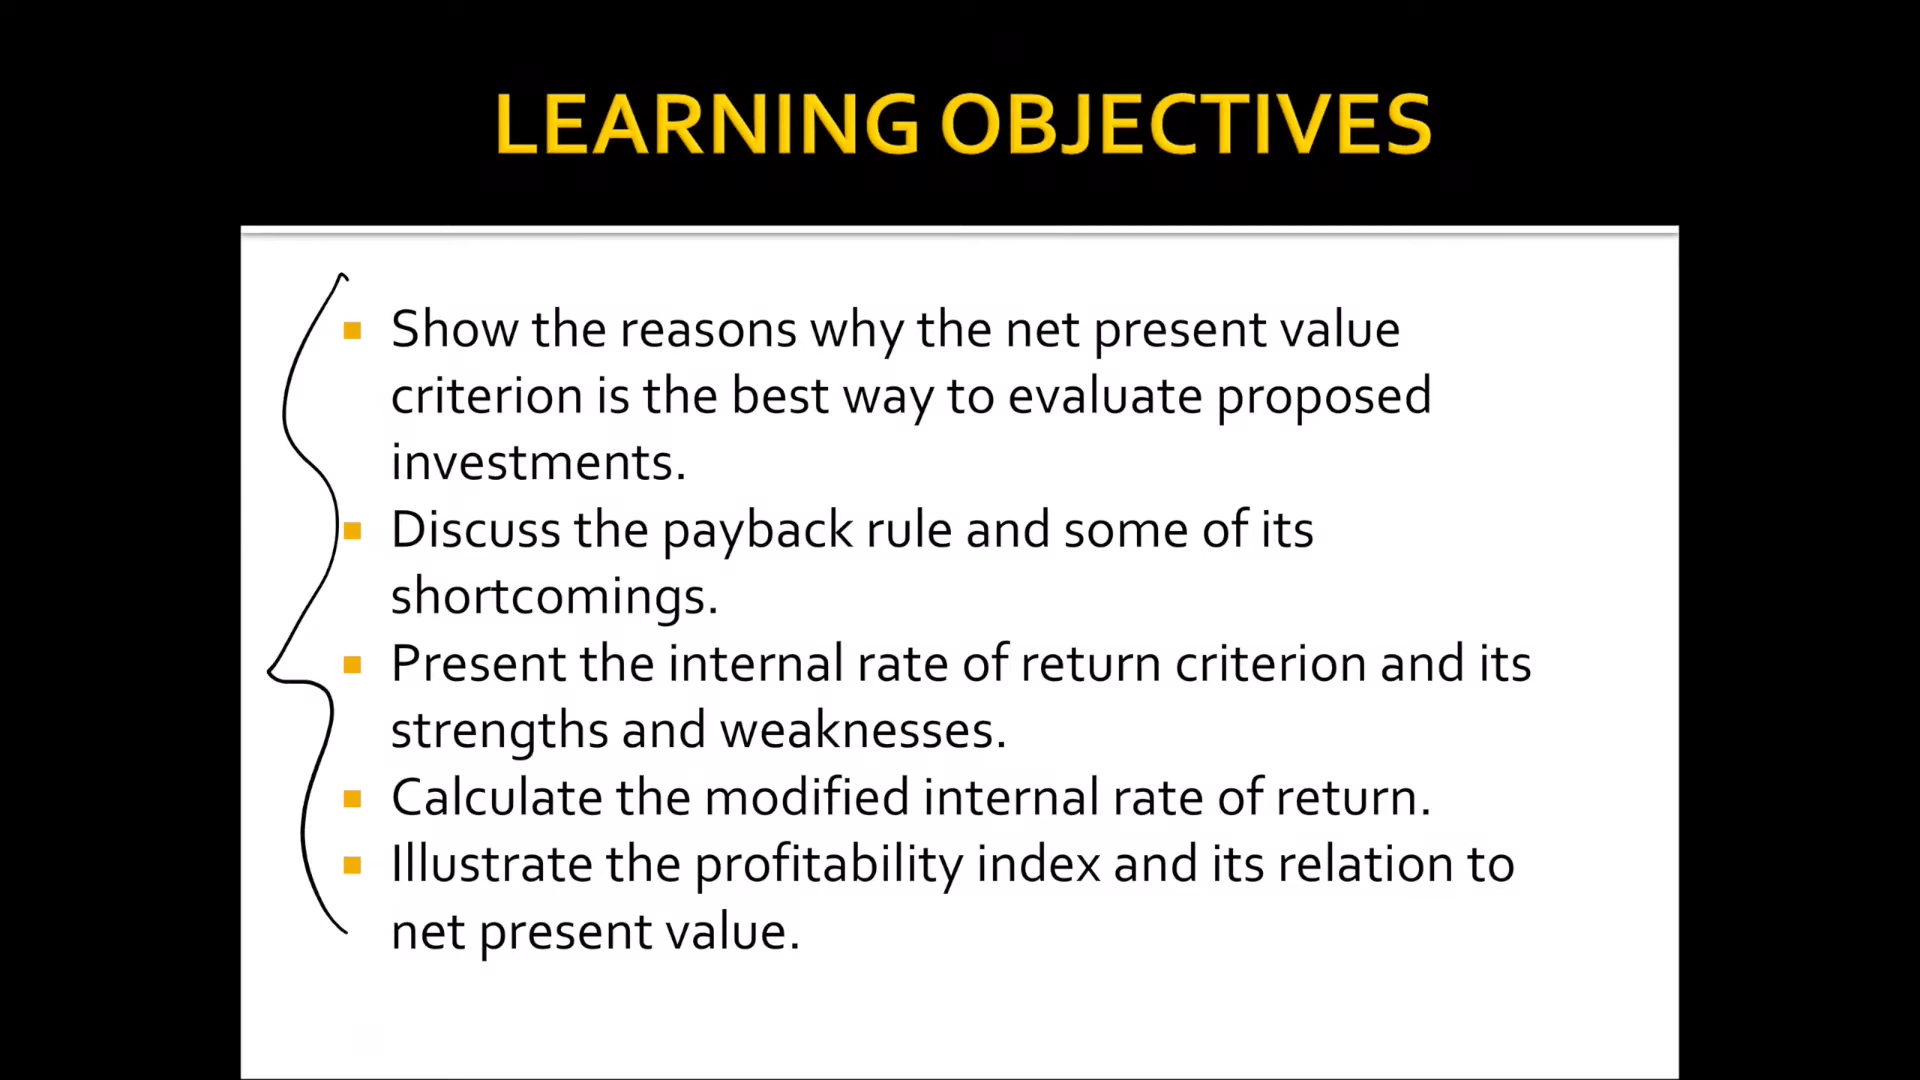 LEARNING OBJECTIVES
Show the reasons why the net present value
criterion is the best way to evaluate proposed
investments.
Discuss the payback rule and some of its
shortcomings.
Present the internal rate of return criterion and its
strengths and weaknesses.
Calculate the modified internal rate of return.
Illustrate the profitability index and its relation to
net present value.